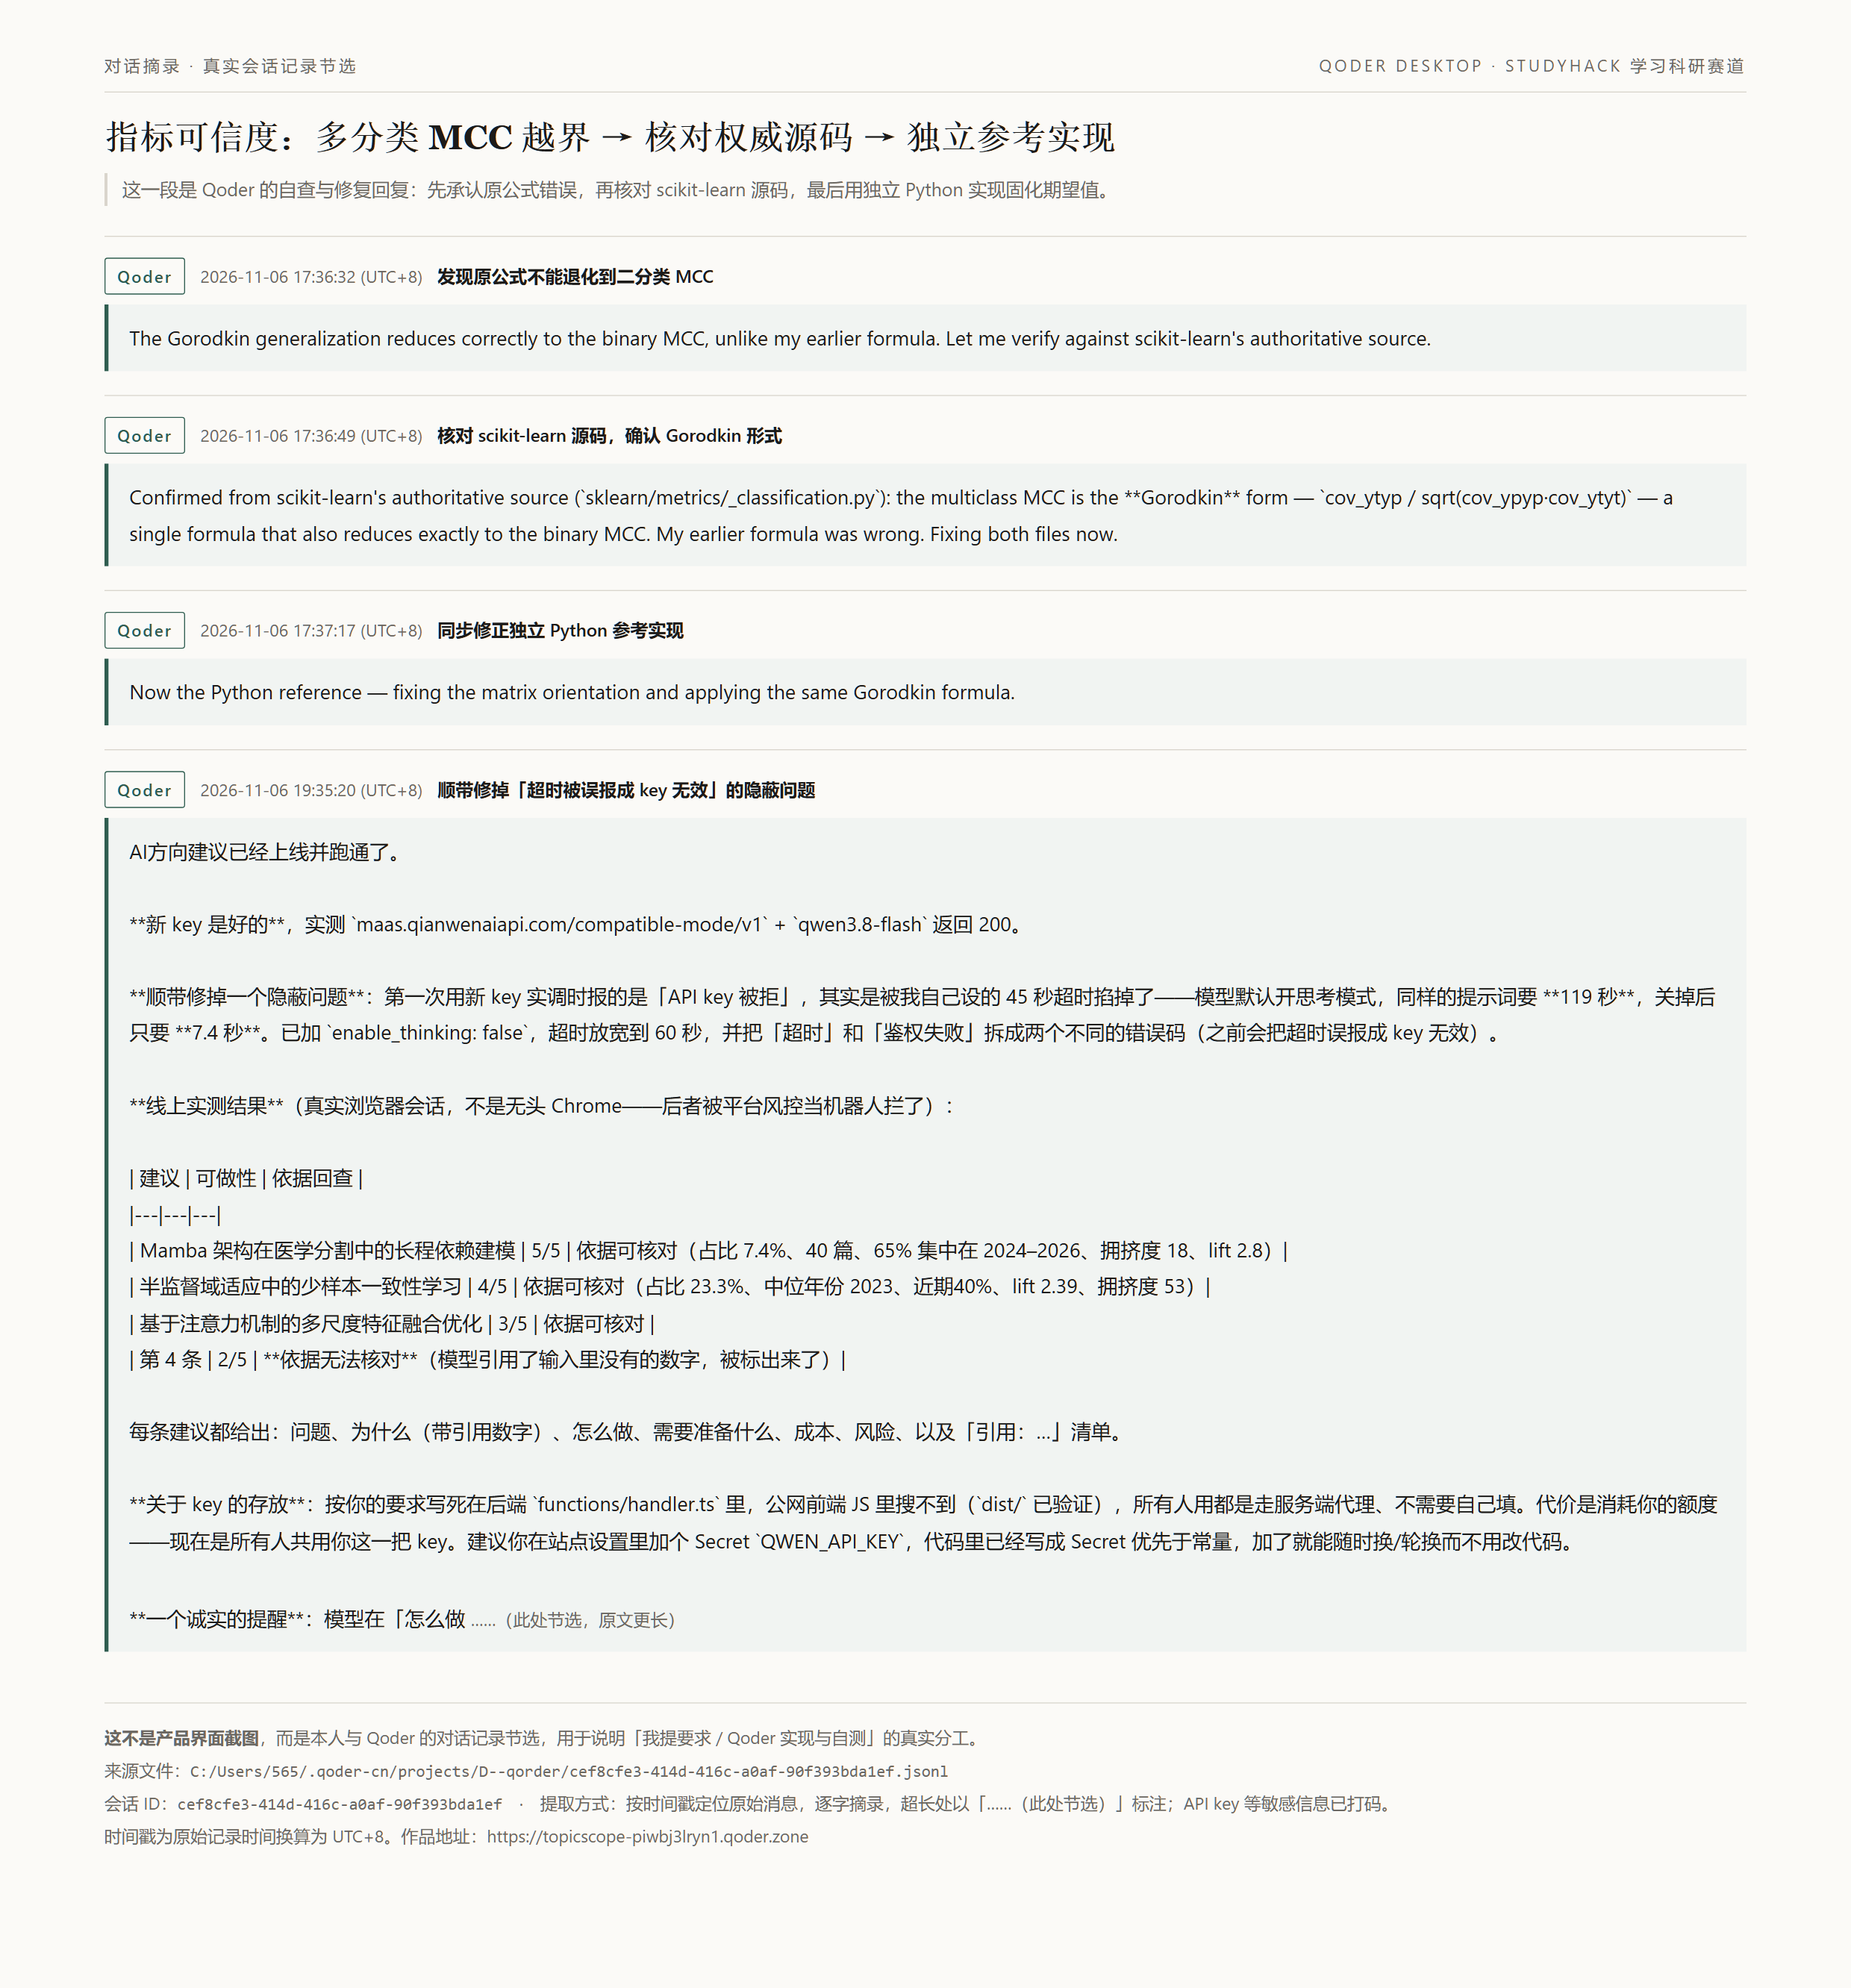 对话摘录 · 真实会话记录节选
QODER DESKTOP · STUDYHACK 学习科研赛道
指标可信度：多分类 MCC 越界 → 核对权威源码 → 独立参考实现
这一段是 Qoder 的自查与修复回复：先承认原公式错误，再核对 scikit-learn 源码，最后用独立 Python 实现固化期望值。
Qoder 2026-11-06 17:36:32 (UTC+8) 发现原公式不能退化到二分类 MCC
The Gorodkin generalization reduces correctly to the binary MCC, unlike my earlier formula. Let me verify against scikit-learn's authoritative source.
Qoder 2026-11-06 17:36:49 (UTC+8) 核对 scikit-learn 源码，确认 Gorodkin 形式
Confirmed from scikit-learn's authoritative source (`sklearn/metrics/_classification.py`): the multiclass MCC is the **Gorodkin** form — `cov_ytyp / sqrt(cov_ypyp·cov_ytyt)` — a
single formula that also reduces exactly to the binary MCC. My earlier formula was wrong. Fixing both files now.
Qoder 2026-11-06 17:37:17 (UTC+8) 同步修正独立 Python 参考实现
Now the Python reference — fixing the matrix orientation and applying the same Gorodkin formula.
Qoder 2026-11-06 19:35:20 (UTC+8) 顺带修掉「超时被误报成 key 无效」的隐蔽问题
AI方向建议已经上线并跑通了。
**新 key 是好的**，实测 `maas.qianwenaiapi.com/compatible-mode/v1` + `qwen3.8-flash` 返回 200。
**顺带修掉一个隐蔽问题**：第一次用新 key 实调时报的是「API key 被拒」，其实是被我自己设的 45 秒超时掐掉了——模型默认开思考模式，同样的提示词要 **119 秒**，关掉后
只要 **7.4 秒**。已加 `enable_thinking: false`，超时放宽到 60 秒，并把「超时」和「鉴权失败」拆成两个不同的错误码（之前会把超时误报成 key 无效）。
**线上实测结果**（真实浏览器会话，不是无头 Chrome——后者被平台风控当机器人拦了）：
| 建议 | 可做性 | 依据回查 |
|---|---|---|
| Mamba 架构在医学分割中的长程依赖建模 | 5/5 | 依据可核对（占比 7.4%、40 篇、65% 集中在 2024–2026、拥挤度 18、lift 2.8）|
| 半监督域适应中的少样本一致性学习 | 4/5 | 依据可核对（占比 23.3%、中位年份 2023、近期40%、lift 2.39、拥挤度 53）|
| 基于注意力机制的多尺度特征融合优化 | 3/5 | 依据可核对 |
| 第 4 条 | 2/5 | **依据无法核对**（模型引用了输入里没有的数字，被标出来了）|
每条建议都给出：问题、为什么（带引用数字）、怎么做、需要准备什么、成本、风险、以及「引用：...」清单。
**关于 key 的存放**：按你的要求写死在后端 `functions/handler.ts` 里，公网前端 JS 里搜不到（`dist/` 已验证），所有人用都是走服务端代理、不需要自己填。代价是消耗你的额度
——现在是所有人共用你这一把 key。建议你在站点设置里加个 Secret `QWEN_API_KEY`，代码里已经写成 Secret 优先于常量，加了就能随时换/轮换而不用改代码。
**一个诚实的提醒**：模型在「怎么做 ……（此处节选，原文更长）
这不是产品界面截图，而是本人与 Qoder 的对话记录节选，用于说明「我提要求 / Qoder 实现与自测」的真实分工。
来源文件：C:/Users/565/.qoder-cn/projects/D--qorder/cef8cfe3-414d-416c-a0af-90f393bda1ef.jsonl
会话 ID：cef8cfe3-414d-416c-a0af-90f393bda1ef · 提取方式：按时间戳定位原始消息，逐字摘录，超长处以「……（此处节选）」标注；API key 等敏感信息已打码。
时间戳为原始记录时间换算为 UTC+8。作品地址：https://topicscope-piwbj3lryn1.qoder.zone